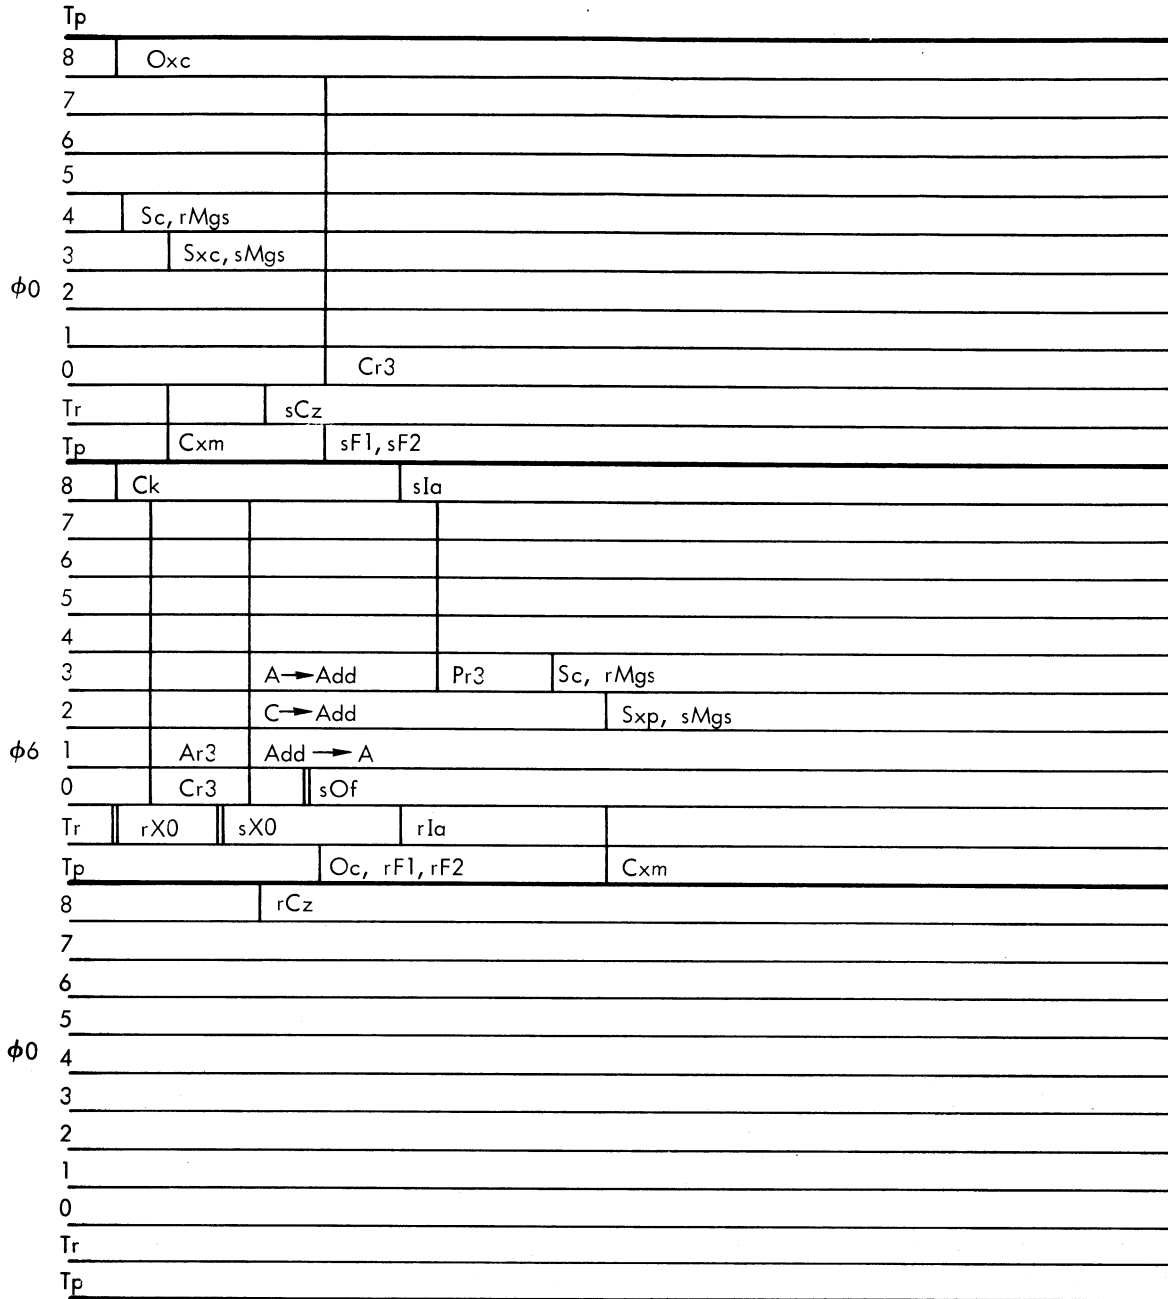 Tp
8 Oxc
7
6
5
4 Sc, rMgs
3 Sxc, sMgs
ϕ0 2
1
0 Cr3
Tr sCz
Tp Cxm sF1, sF2
8 Ck sIa
7
6
5
4
3 A→Add Pr3 Sc, rMgs
2 C→Add Sxp, sMgs
ϕ6 1 Ar3 Add→A
0 Cr3 sOf
Tr rX0 sX0 rIa
Tp Oc, rF1, rF2 Cxm
8 rCz
7
6
5
ϕ0 4
3
2
1
0
Tr
Tp